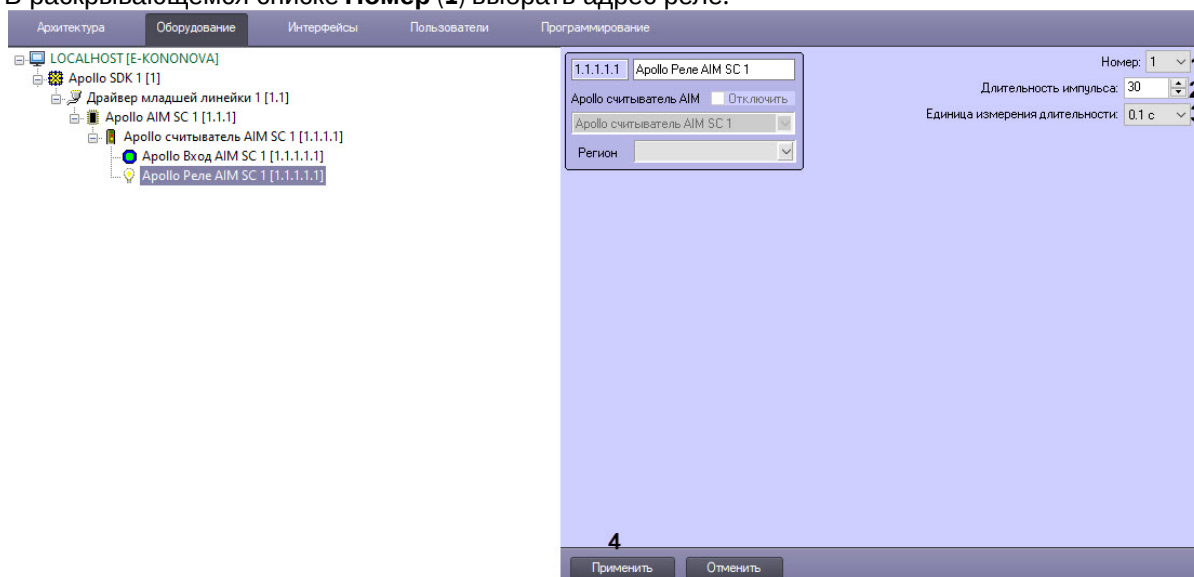 В раскрывающемся списке Номер (1) выбрать адрес реле.
Архитектура Оборудование Интерфейсы Пользователи Программирование
LOCALHOST [E-KONONOVA]
Apollo SDK 1 [1]
Драйвер младшей линейки 1 [1.1]
Apollo AIM SC 1 [1.1.1]
Apollo считыватель AIM SC 1 [1.1.1.1]
Apollo Вход AIM SC 1 [1.1.1.1.1]
Apollo Реле AIM SC 1 [1.1.1.1.1]
1.1.1.1.1 Apollo Реле AIM SC 1
Apollo считыватель AIM Отключить
Apollo считыватель AIM SC 1
Регион
Номер: 1
Длительность импульса: 30
Единица измерения длительности: 0.1 с
4
Применить Отменить